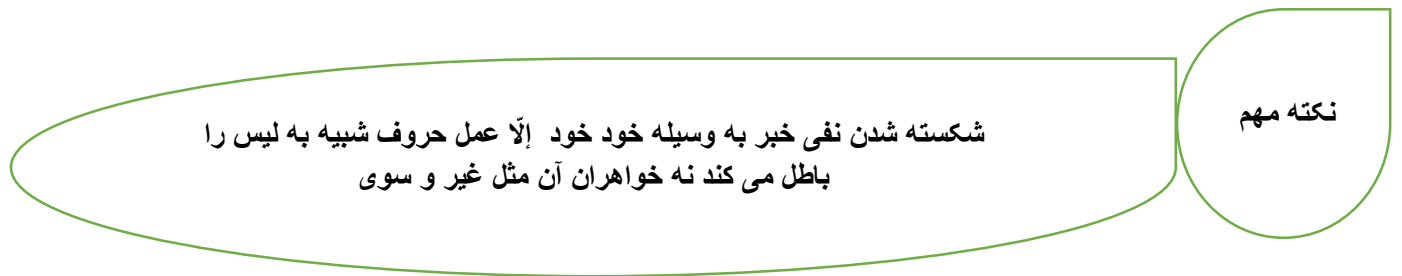 نکته مهم
شکسته شدن نفی خبر به وسیله خود خود إلّا عمل حروف شبیه به لیس را
باطل می کند نه خواهران آن مثل غیر و سوی